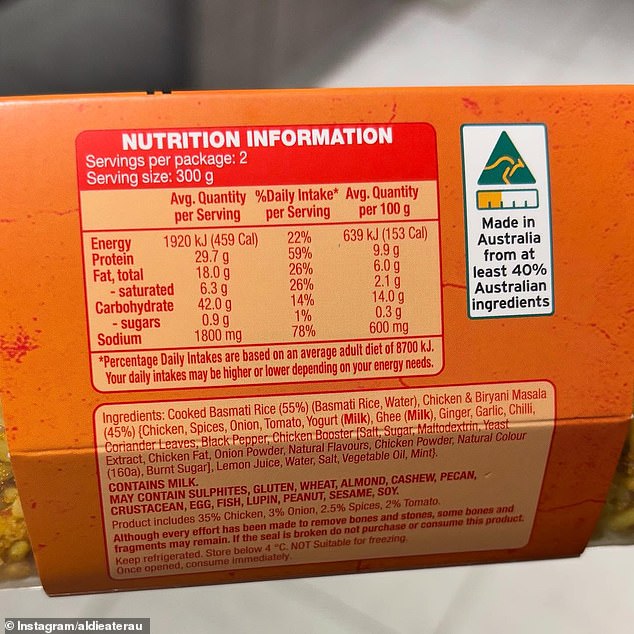 NUTRITION INFORMATION
Servings per package: 2
Serving size: 300 g
Avg. Quantity per Serving %Daily Intake* per Serving Avg. Quantity per 100 g
Energy 1920 kJ (459 Cal) 22% 639 kJ (153 Cal)
Protein 29.7 g 59% 9.9 g
Fat, total 18.0 g 26% 6.0 g
- saturated 6.3 g 26% 2.1 g
Carbohydrate 42.0 g 14% 14.0 g
- sugars 0.9 g 1% 0.3 g
Sodium 1800 mg 78% 600 mg
*Percentage Daily Intakes are based on an average adult diet of 8700 kJ.
Your daily intakes may be higher or lower depending on your energy needs.
Made in
Australia
from at
least 40%
Australian
ingredients
Ingredients: Cooked Basmati Rice (55%) (Basmati Rice, Water), Chicken & Biryani Masala
(45%) {Chicken, Spices, Onion, Tomato, Yogurt (Milk), Ghee (Milk), Ginger, Garlic, Chilli,
Coriander Leaves, Black Pepper, Chicken Booster [Salt, Sugar, Maltodextrin, Yeast
Extract, Chicken Fat, Onion Powder, Natural Flavours, Chicken Powder, Natural Colour
(160a), Burnt Sugar], Lemon Juice, Water, Salt, Vegetable Oil, Mint}.
CONTAINS MILK.
MAY CONTAIN SULPHITES, GLUTEN, WHEAT, ALMOND, CASHEW, PECAN,
CRUSTACEAN, EGG, FISH, LUPIN, PEANUT, SESAME, SOY.
Product includes 35% Chicken, 3% Onion, 2.5% Spices, 2% Tomato.
Although every effort has been made to remove bones and stones, some bones and
fragments may remain. If the seal is broken do not purchase or consume this product.
Keep refrigerated. Store below 4 °C. NOT Suitable for freezing.
Once opened, consume immediately.
© Instagram/aldieaterau